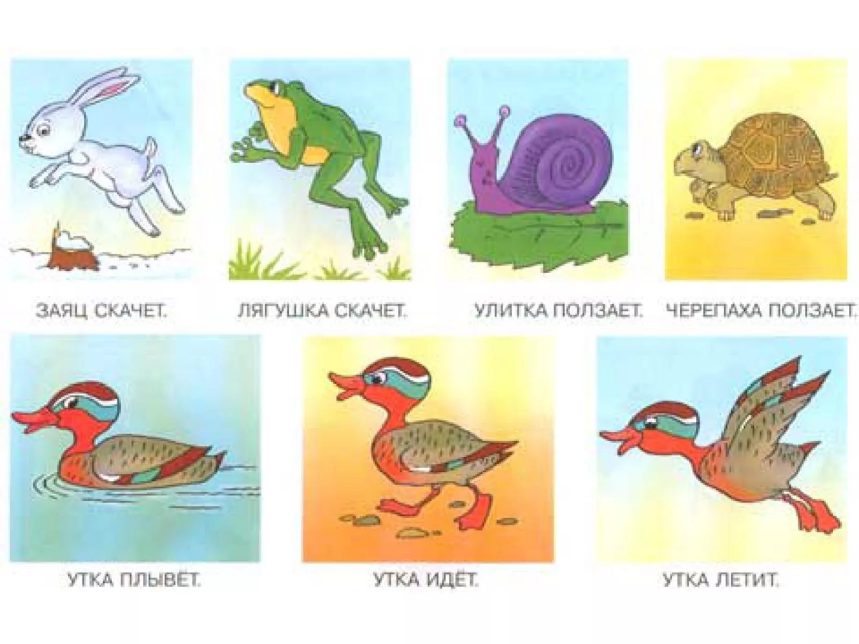 ЗАЯЦ СКАЧЕТ.
ЛЯГУШКА СКАЧЕТ.
УЛИТКА ПОЛЗАЕТ.
ЧЕРЕПАХА ПОЛЗАЕТ.
УТКА ПЛЫВЁТ.
УТКА ИДЁТ.
УТКА ЛЕТИТ.